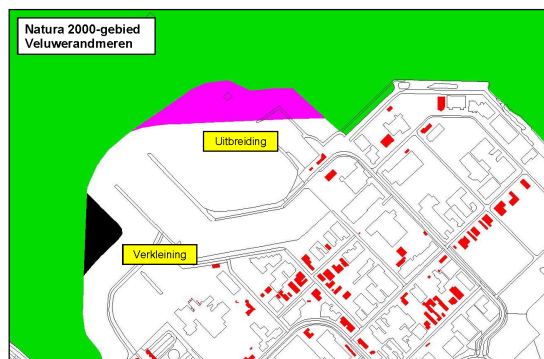 Natura 2000-gebied
Veluwerandmeren
Uitbreiding
Verkleining